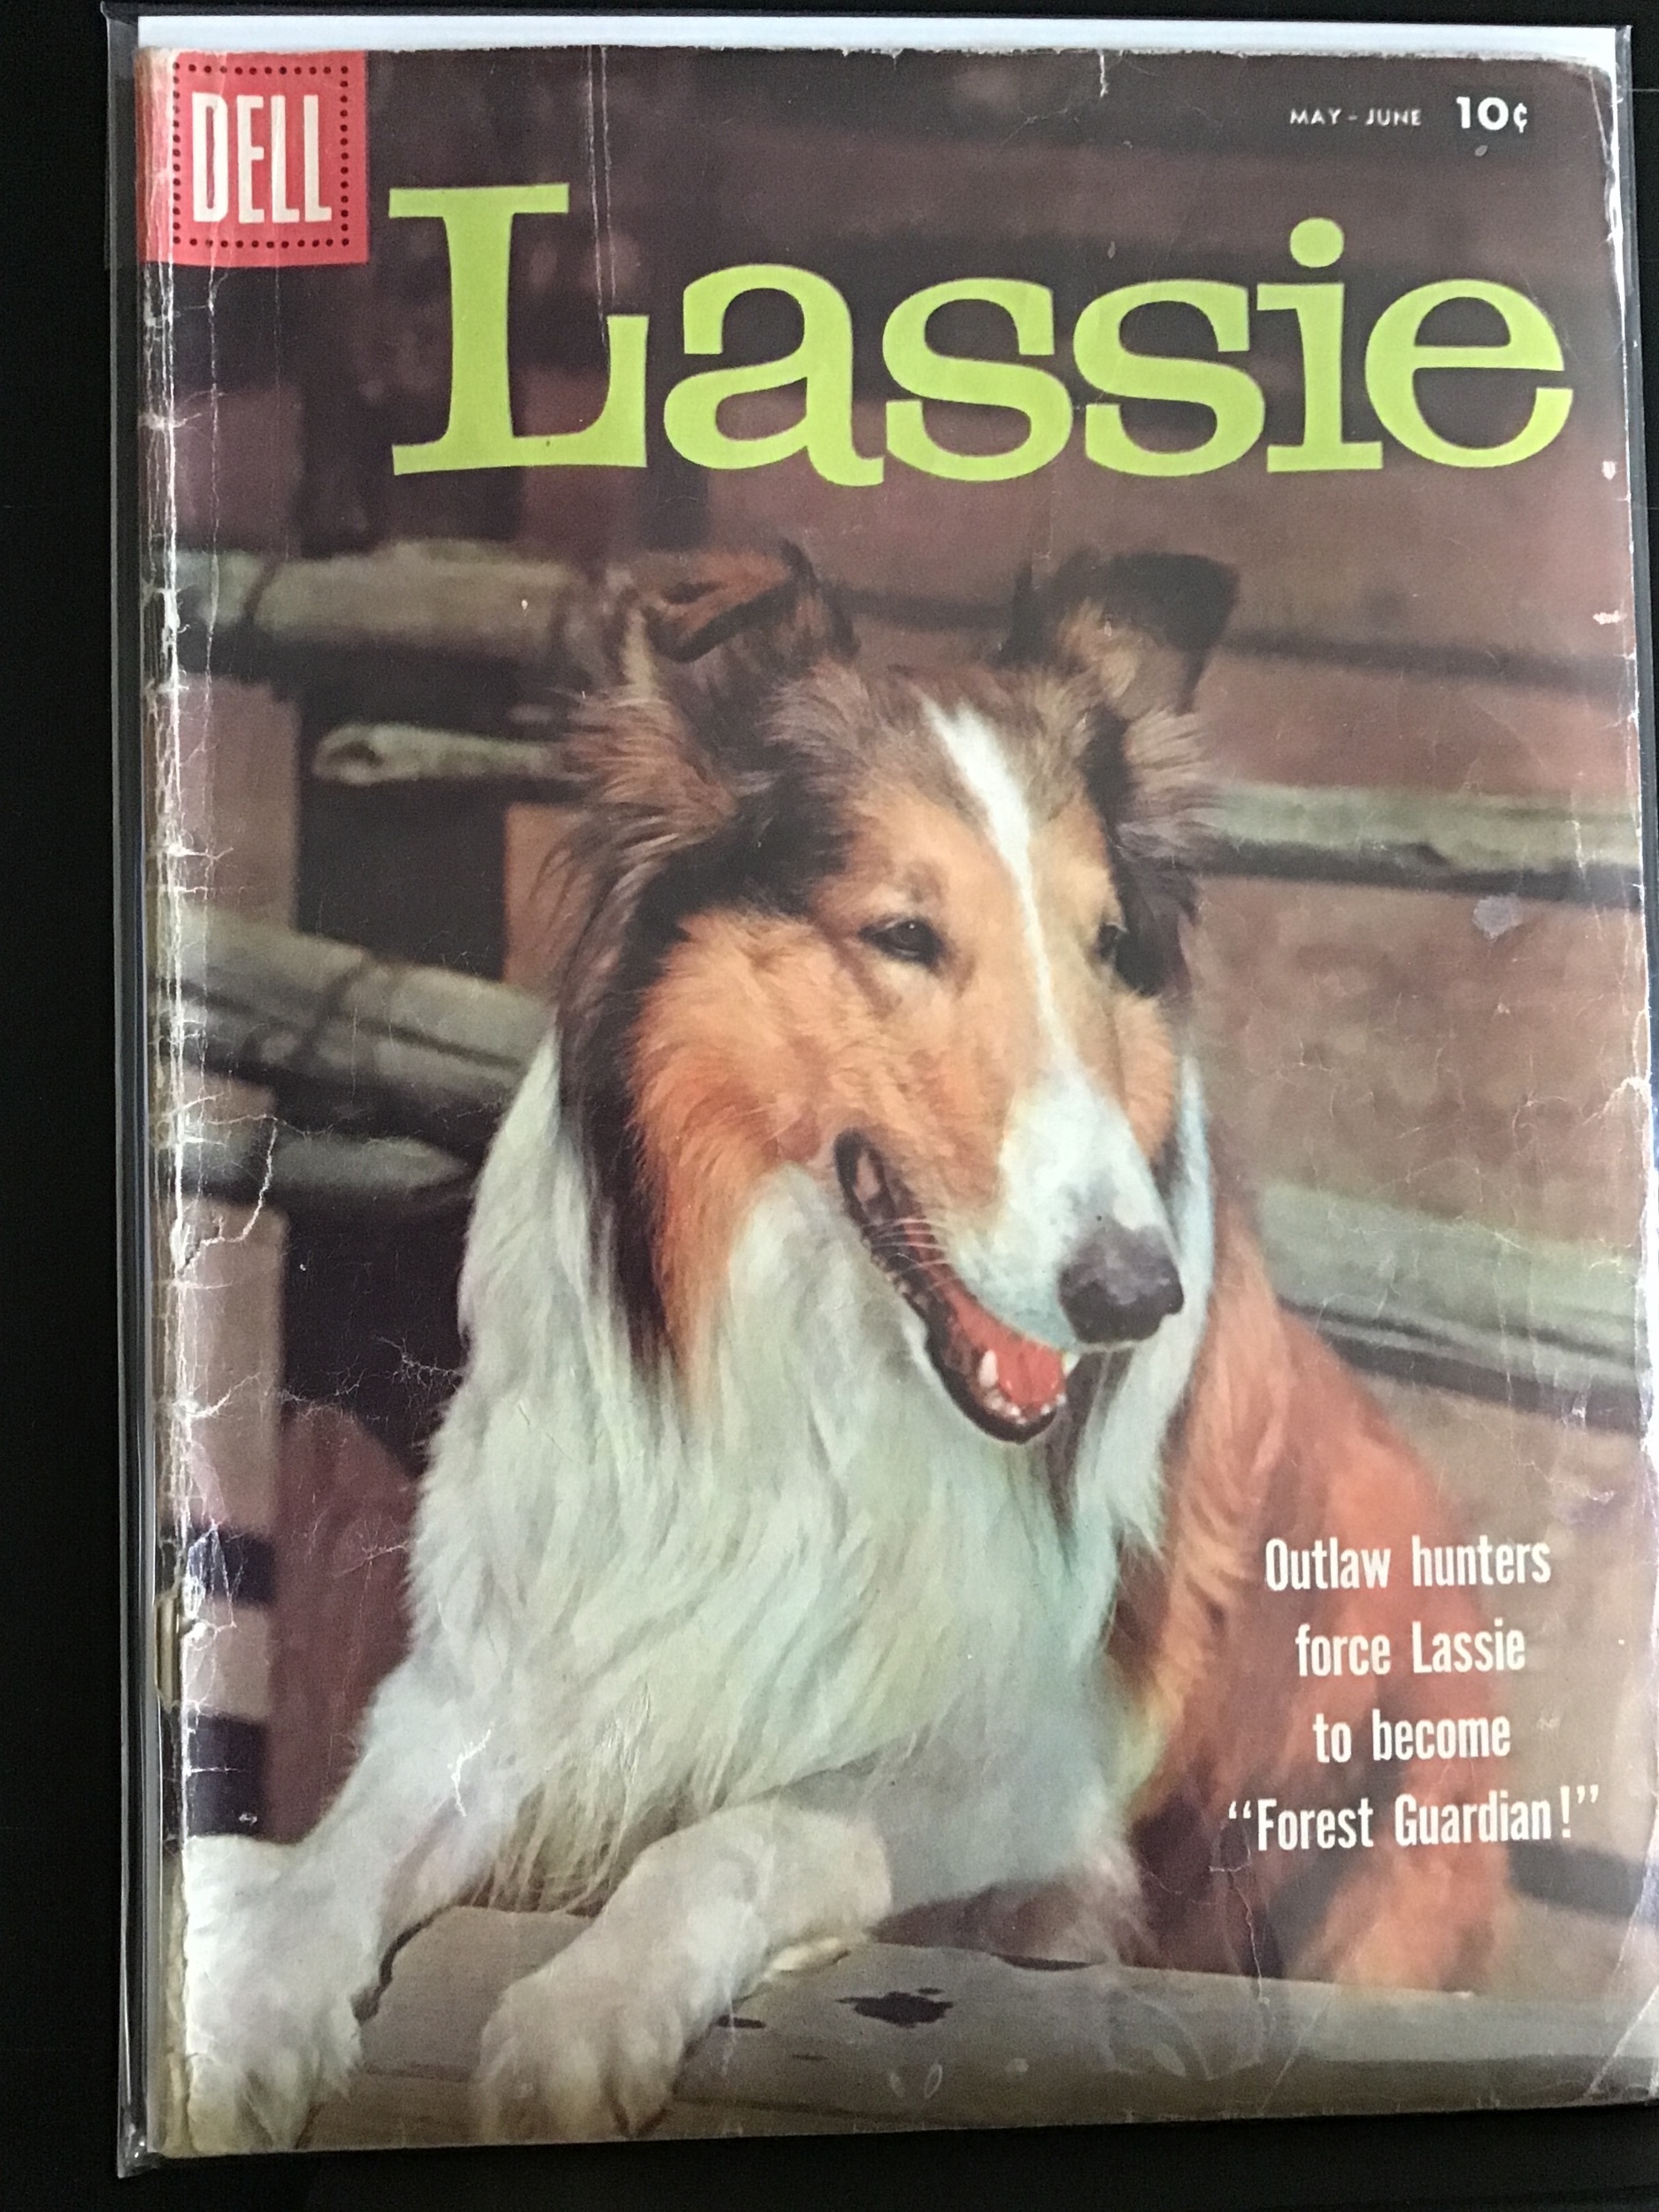 DELL
MAY - JUNE 10¢
Lassie
Outlaw hunters
force Lassie
to become
“Forest Guardian!”